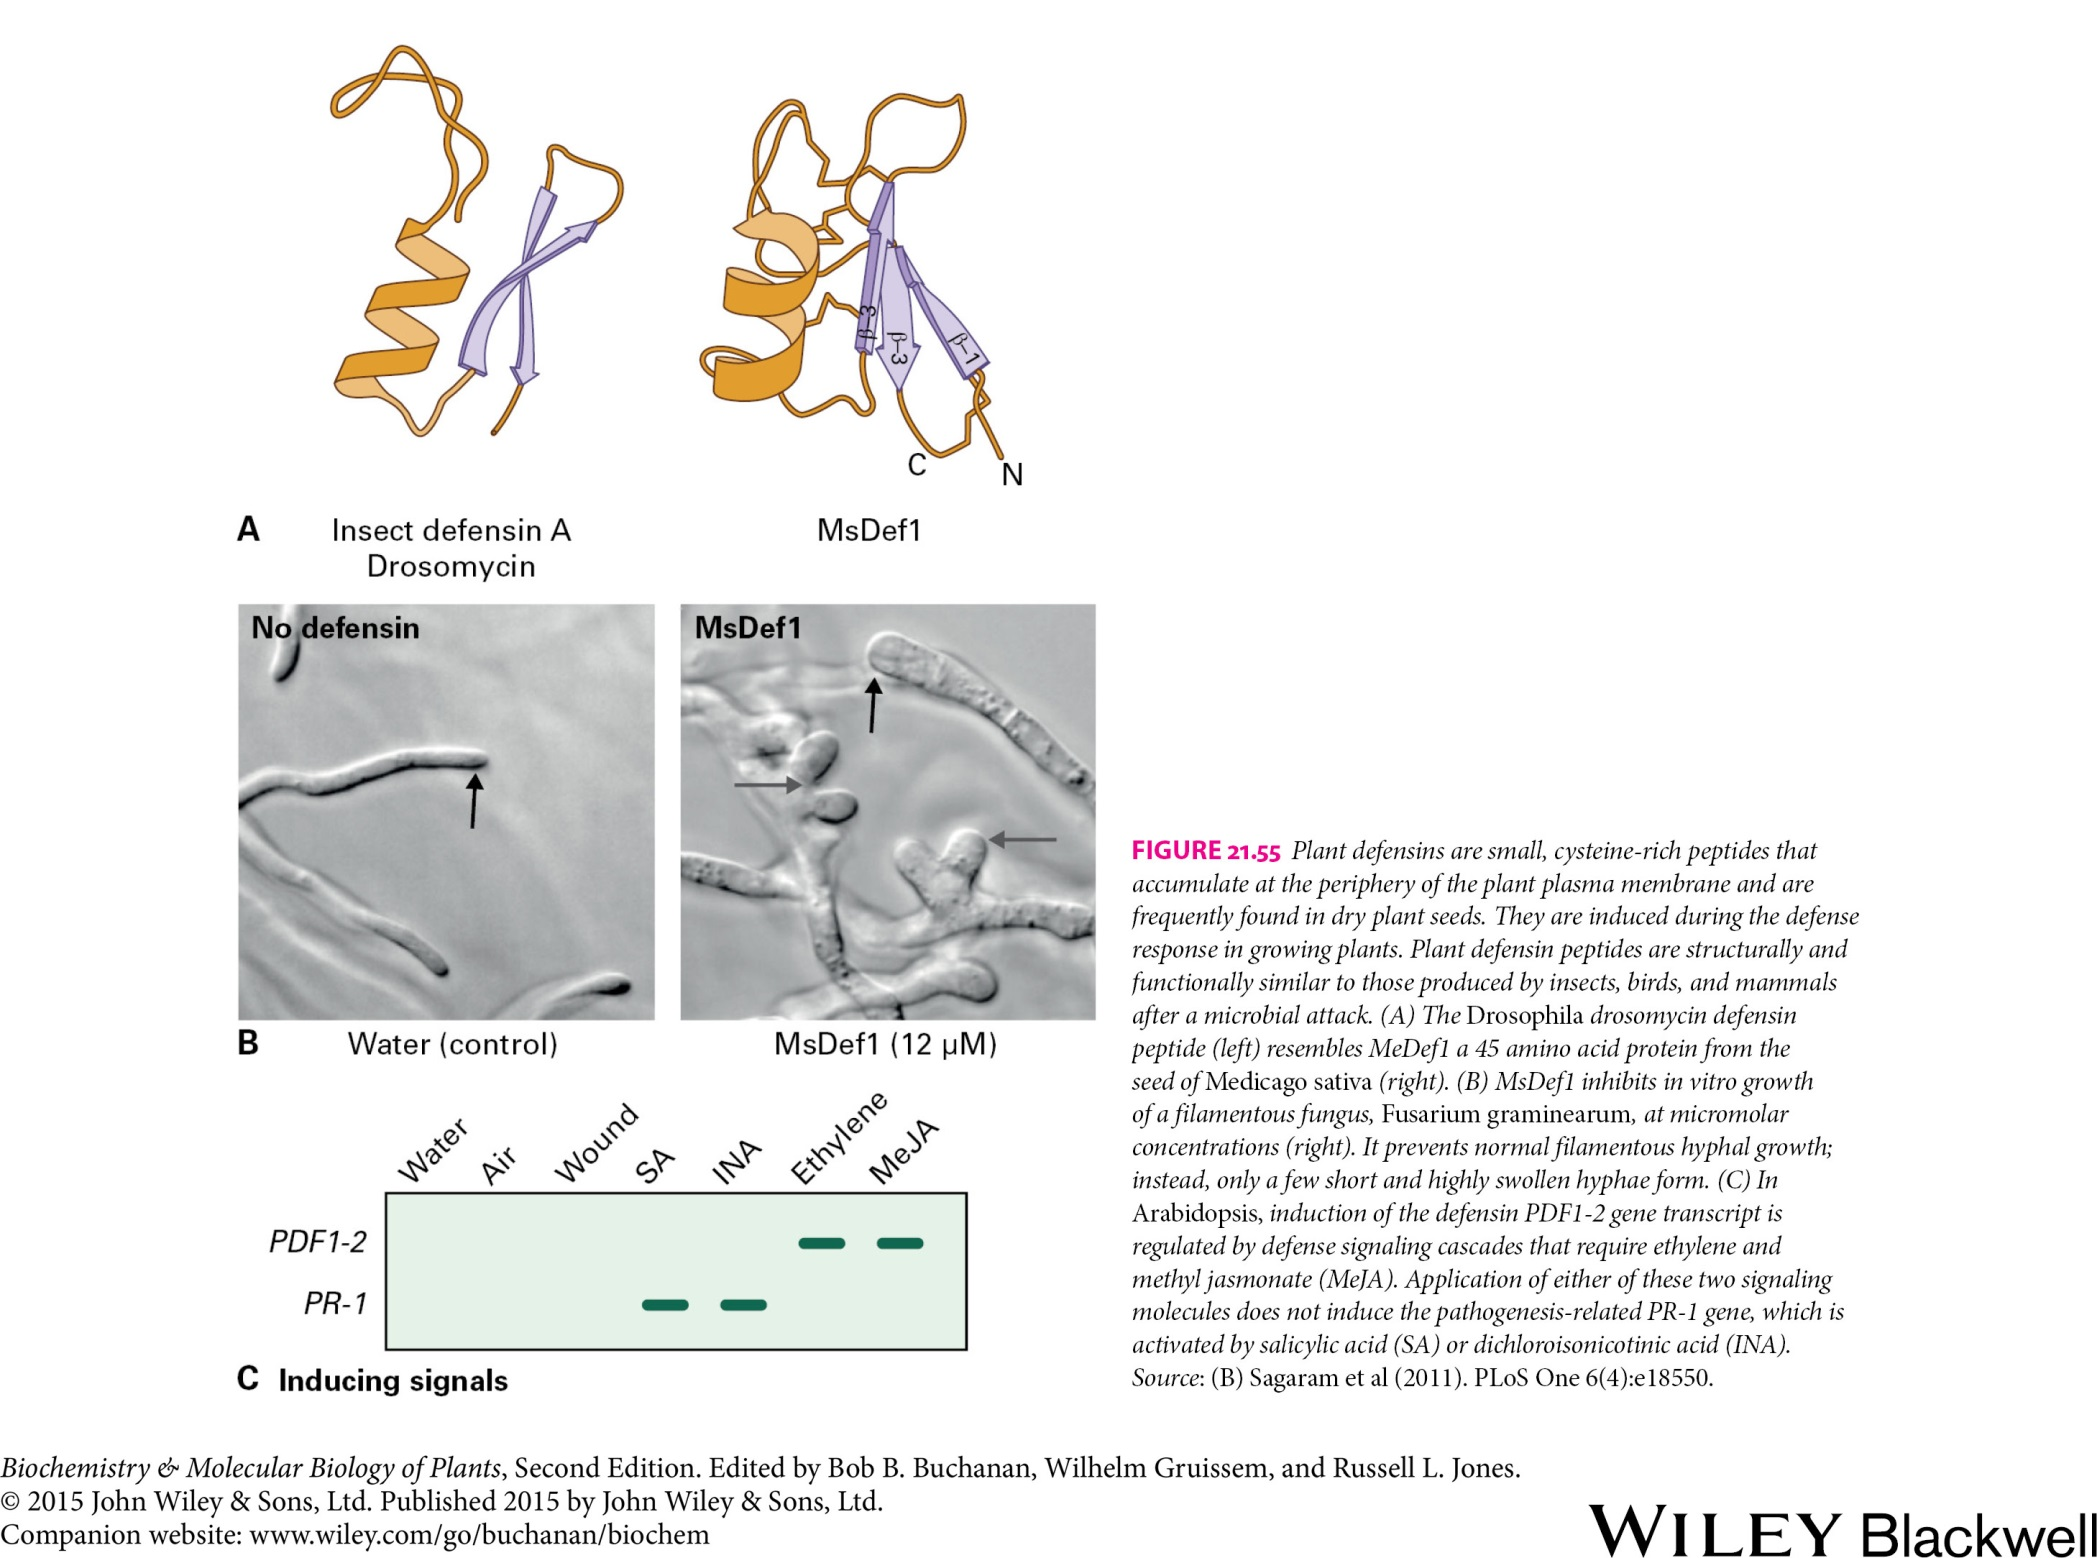 β-3
β-3
β-1
C
N
A
Insect defensin A
Drosomycin
MsDef1
No defensin
MsDef1
B
Water (control)
MsDef1 (12 μM)
Water
Air
Wound
SA
INA
Ethylene
MeJA
PDF1-2
PR-1
C Inducing signals
FIGURE 21.55 Plant defensins are small, cysteine-rich peptides that
accumulate at the periphery of the plant plasma membrane and are
frequently found in dry plant seeds. They are induced during the defense
response in growing plants. Plant defensin peptides are structurally and
functionally similar to those produced by insects, birds, and mammals
after a microbial attack. (A) The Drosophila drosomycin defensin
peptide (left) resembles MeDef1 a 45 amino acid protein from the
seed of Medicago sativa (right). (B) MsDef1 inhibits in vitro growth
of a filamentous fungus, Fusarium graminearum, at micromolar
concentrations (right). It prevents normal filamentous hyphal growth;
instead, only a few short and highly swollen hyphae form. (C) In
Arabidopsis, induction of the defensin PDF1-2 gene transcript is
regulated by defense signaling cascades that require ethylene and
methyl jasmonate (MeJA). Application of either of these two signaling
molecules does not induce the pathogenesis-related PR-1 gene, which is
activated by salicylic acid (SA) or dichloroisonicotinic acid (INA).
Source: (B) Sagaram et al (2011). PLoS One 6(4):e18550.
Biochemistry & Molecular Biology of Plants, Second Edition. Edited by Bob B. Buchanan, Wilhelm Gruissem, and Russell L. Jones.
© 2015 John Wiley & Sons, Ltd. Published 2015 by John Wiley & Sons, Ltd.
Companion website: www.wiley.com/go/buchanan/biochem
WILEY Blackwell